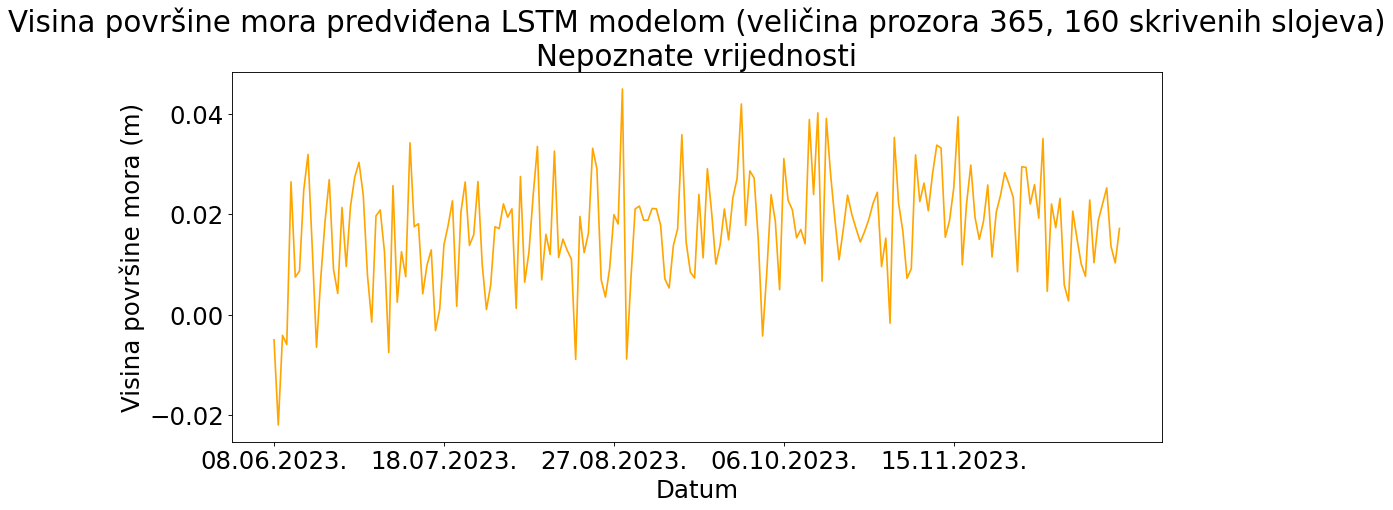 Visina površine mora predviđena LSTM modelom (veličina prozora 365, 160 skrivenih slojeva)
Nepoznate vrijednosti
Visina površine mora (m)
0.04
0.02
0.00
−0.02
08.06.2023. 18.07.2023. 27.08.2023. 06.10.2023. 15.11.2023.
Datum